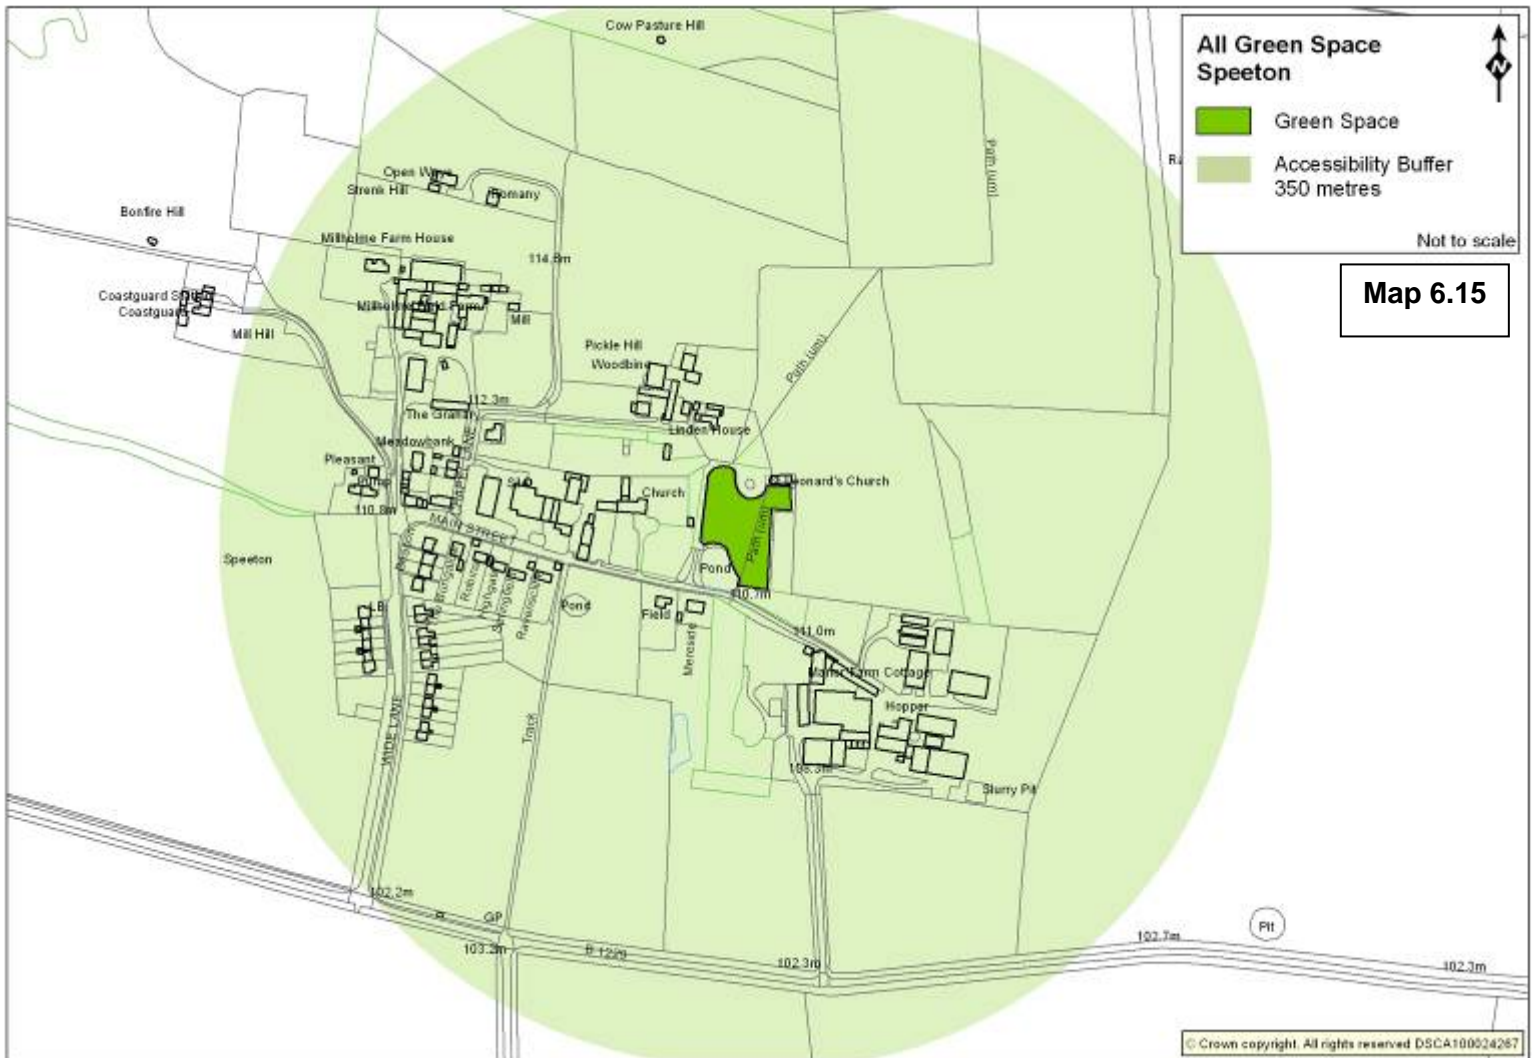 Cow Pasture Hill
All Green Space
Speeton
Green Space
Accessibility Buffer
350 metres
Not to scale
Map 6.15
Path (um)
Strenk Hill
Romany
Bonfire Hill
Millholme Farm House
114.8m
Coastguard
Mill Hill
Mill
Pickle Hill
Woodbine
Path (um)
112.3m
The Granary
Linden House
Meadowbank
Pleasant
Church
St Leonard's Church
110.8m
MAIN STREET
Path (um)
Speeton
Pond
110.7m
LB
Pond
Field
Mereside
111.0m
Manor Farm Cottage
Hopper
WIDE LANE
Track
Slurry Pit
102.2m
GP
103.2m
B 1229
102.3m
102.7m
Pit
102.3m
© Crown copyright. All rights reserved DSCA100024267